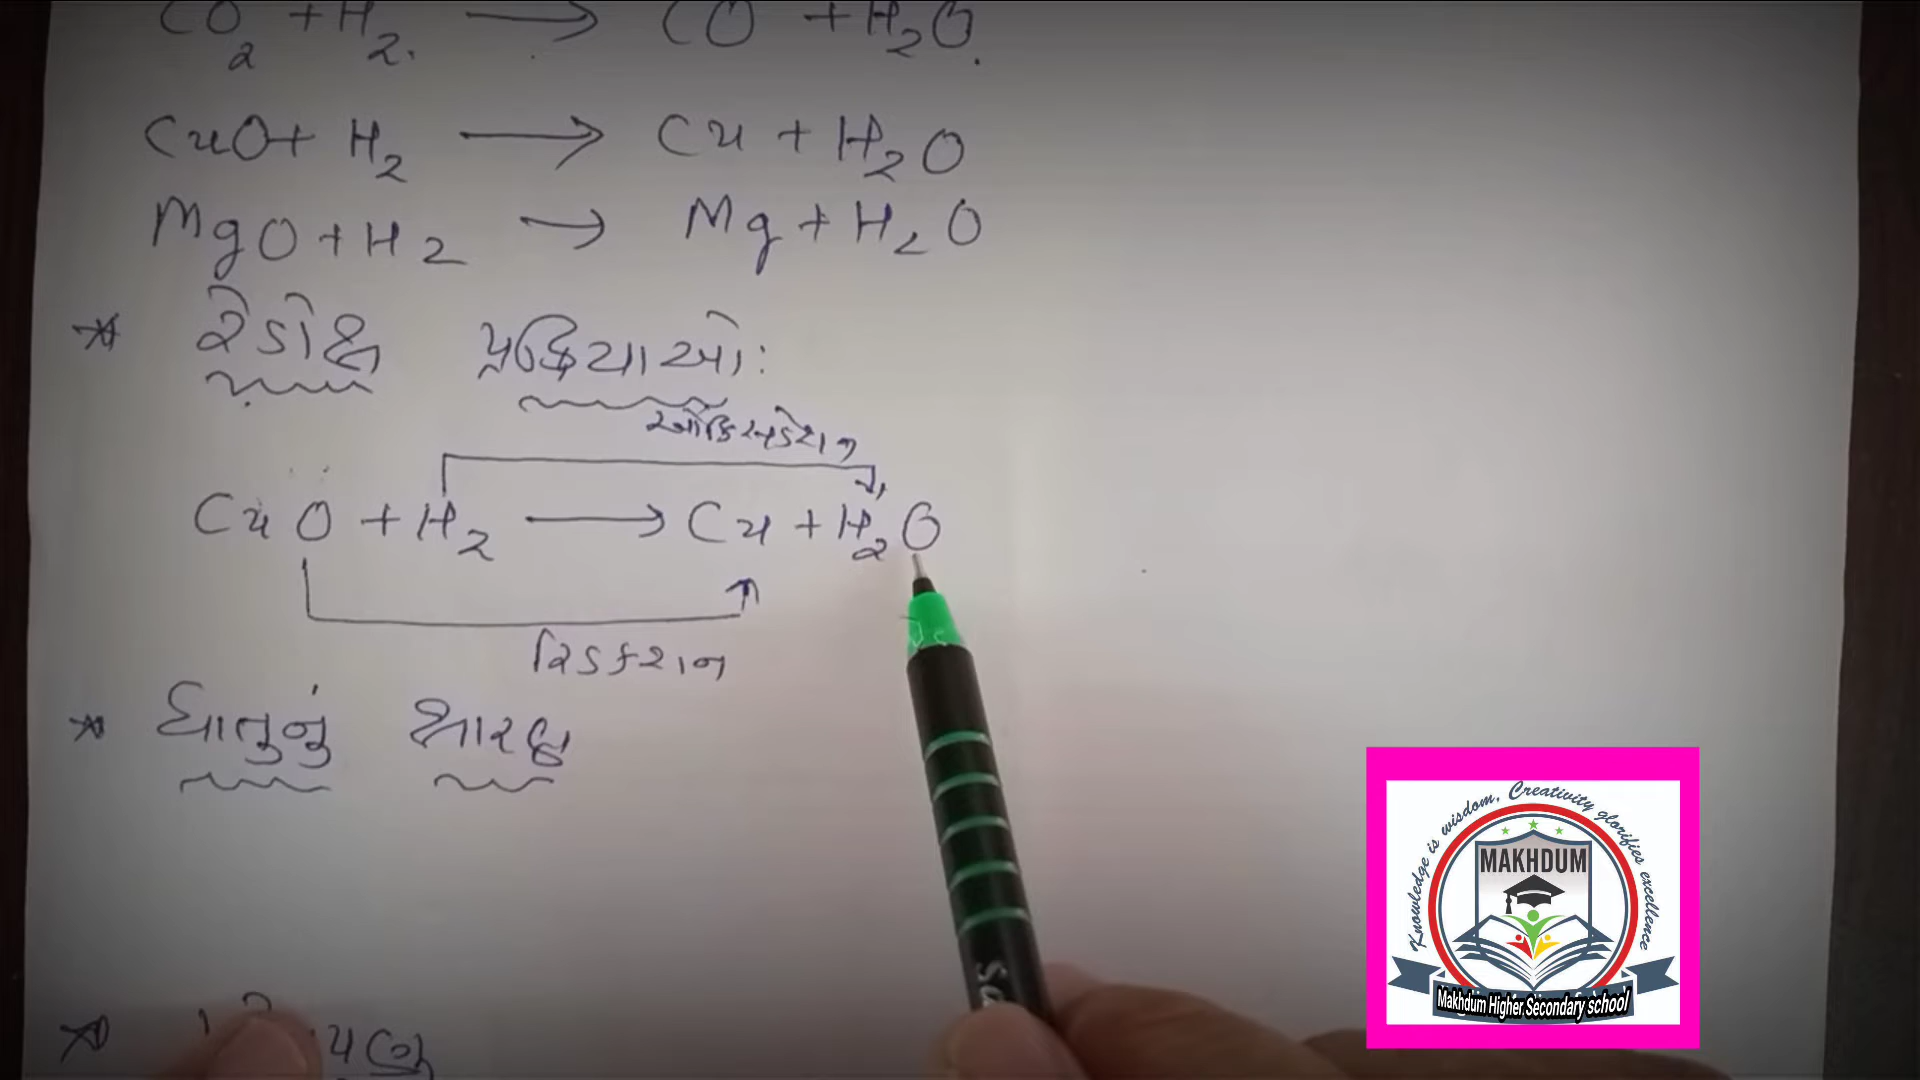 CO2 + H2. → CO + H2O.
CuO + H2 → Cu + H2O
MgO + H2 → Mg + H2O
* રેડોક્ષ પ્રક્રિયાઓ:
ઓક્સિડેશન
CuO + H2 → Cu + H2O
રિડક્શન
* ધાતુનું ક્ષારણ
Knowledge is wisdom, Creativity glorifies excellence
MAKHDUM
Makhdum Higher Secondary school